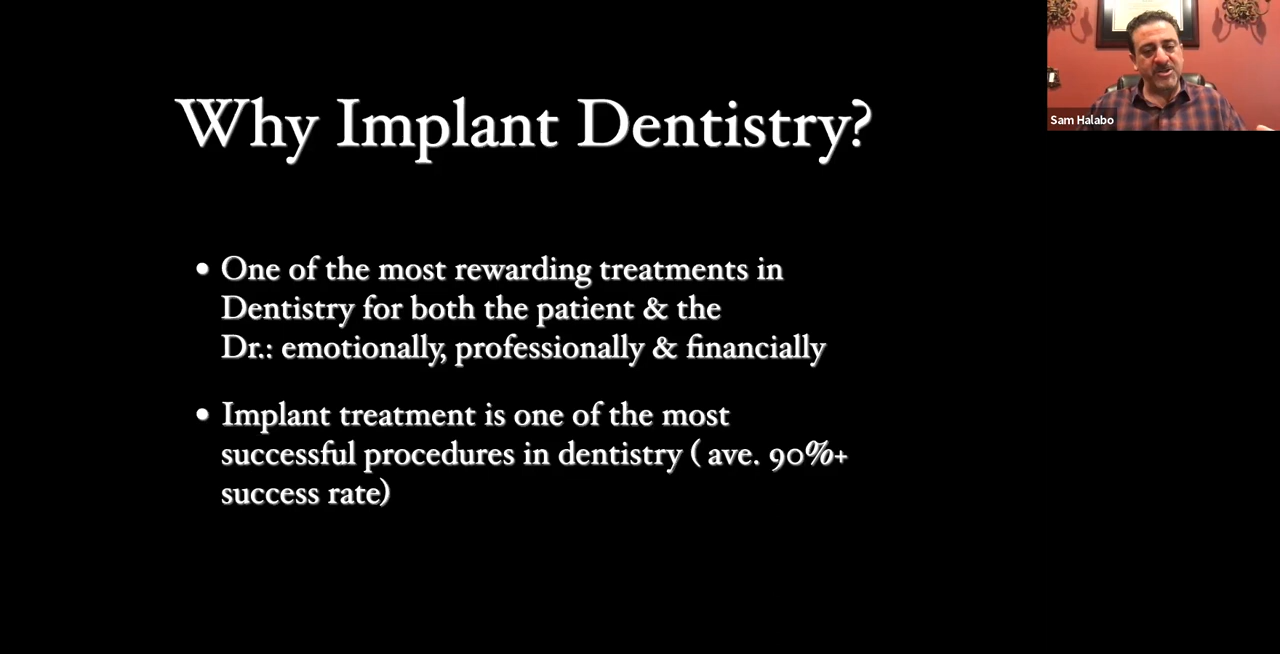 Why Implant Dentistry?
• One of the most rewarding treatments in
Dentistry for both the patient & the
Dr.: emotionally, professionally & financially
• Implant treatment is one of the most
successful procedures in dentistry ( ave. 90%+
success rate)
Sam Halabo